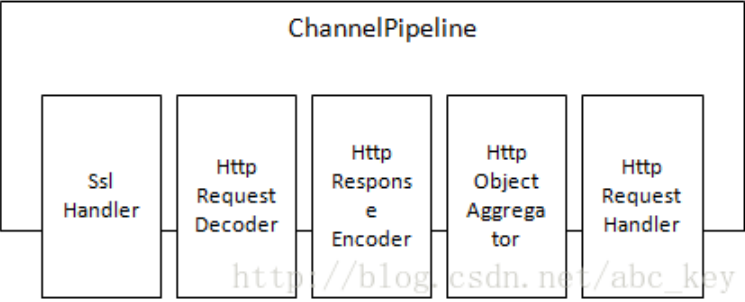 ChannelPipeline
Ssl
Handler
Http
Request
Decoder
Http
Respons
e
Encoder
Http
Object
Aggrega
tor
Http
Request
Handler
http://blog.csdn.net/abc_key